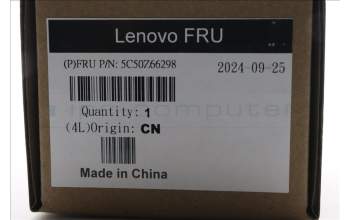 Lenovo FRU
(P)FRU P/N: 5C50Z66298 2024-09-25
Quantity: 1
(4L)Origin: CN
Made in China